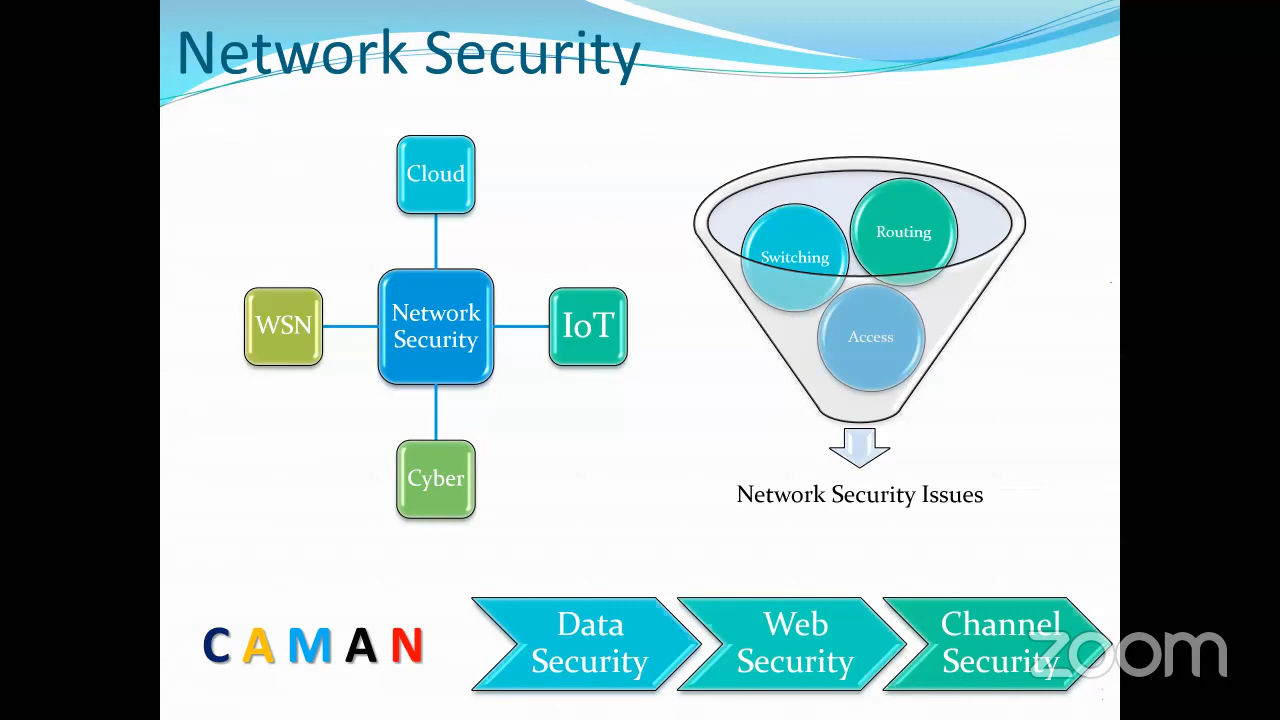 Network Security
Cloud
WSN
Network
Security
IoT
Cyber
Switching
Routing
Access
Network Security Issues
CAMAN
Data
Security
Web
Security
Channel
Security
zoom